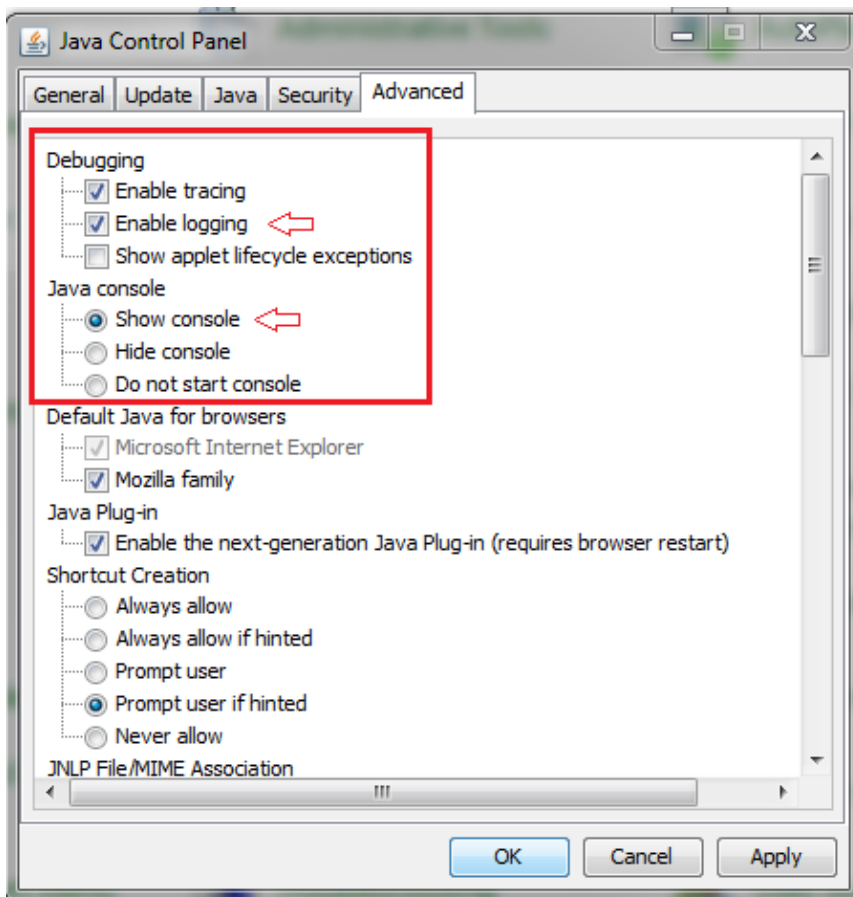 Java Control Panel
General Update Java Security Advanced
Debugging
Enable tracing
Enable logging
Show applet lifecycle exceptions
Java console
Show console
Hide console
Do not start console
Default Java for browsers
Microsoft Internet Explorer
Mozilla family
Java Plug-in
Enable the next-generation Java Plug-in (requires browser restart)
Shortcut Creation
Always allow
Always allow if hinted
Prompt user
Prompt user if hinted
Never allow
JNLP File/MIME Association
OK Cancel Apply